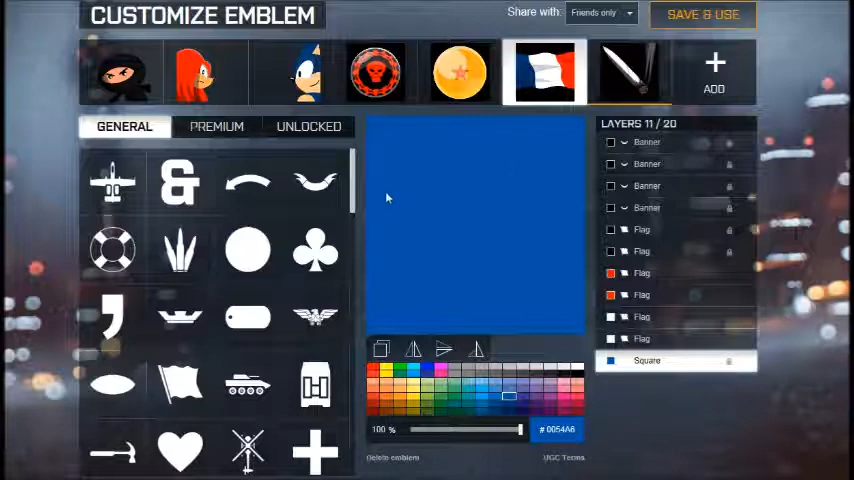 CUSTOMIZE EMBLEM
Share with: Friends only
SAVE & USE
ADD
GENERAL
PREMIUM
UNLOCKED
LAYERS 11 / 20
Banner
Banner
Banner
Banner
Flag
Flag
Flag
Flag
Flag
Flag
Square
&
100 %
# 0054A6
Delete emblem
UGC Terms